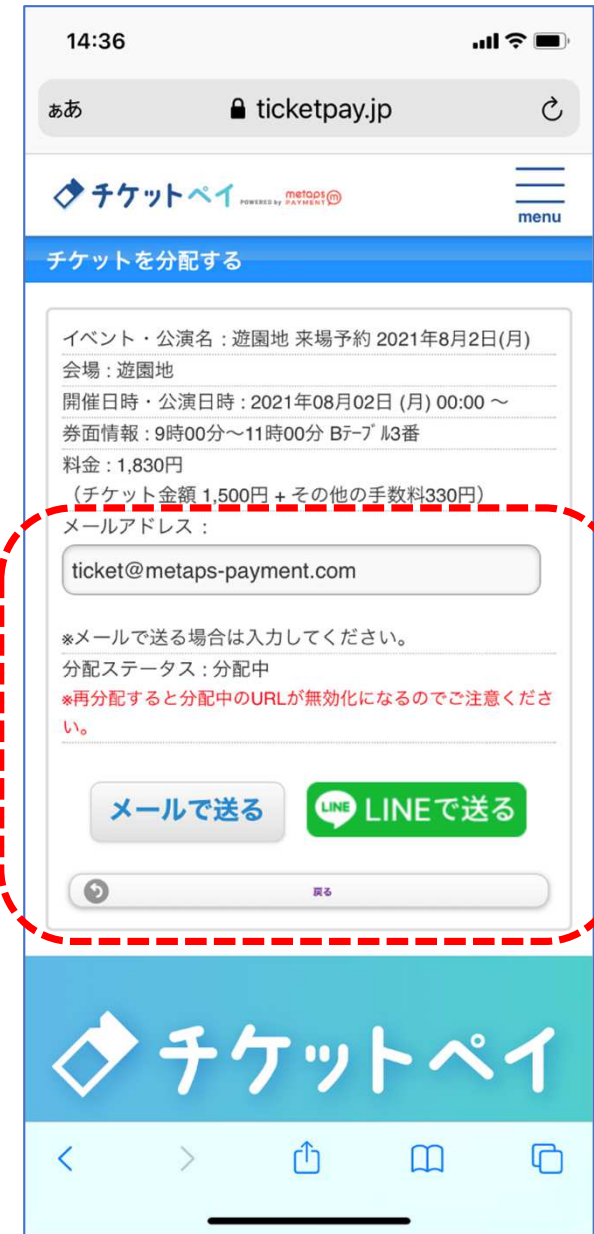 14:36
ぁあ ticketpay.jp
チケットペイ POWERED by metaps PAYMENT
menu
チケットを分配する
イベント・公演名 : 遊園地 来場予約 2021年8月2日(月)
会場 : 遊園地
開催日時・公演日時 : 2021年08月02日 (月) 00:00 ～
券面情報 : 9時00分～11時00分 Bﾃｰﾌﾞﾙ3番
料金 : 1,830円
（チケット金額 1,500円 + その他の手数料330円）
メールアドレス :
ticket@metaps-payment.com
※メールで送る場合は入力してください。
分配ステータス : 分配中
※再分配すると分配中のURLが無効化になるのでご注意くださ
い。
メールで送る LINE LINEで送る
戻る
チケットペイ